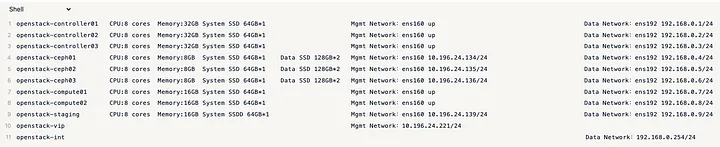 Shell
1 openstack-controller01 CPU:8 cores Memory:32GB System SSD 64GB*1 Mgmt Network: ens160 up Data Network: ens192 192.168.0.1/24
2 openstack-controller02 CPU:8 cores Memory:32GB System SSD 64GB*1 Mgmt Network: ens160 up Data Network: ens192 192.168.0.2/24
3 openstack-controller03 CPU:8 cores Memory:32GB System SSD 64GB*1 Mgmt Network: ens160 up Data Network: ens192 192.168.0.3/24
4 openstack-ceph01 CPU:8 cores Memory:8GB System SSD 64GB*1 Data SSD 128GB*2 Mgmt Network: ens160 10.196.24.134/24 Data Network: ens192 192.168.0.4/24
5 openstack-ceph02 CPU:8 cores Memory:8GB System SSD 64GB*1 Data SSD 128GB*2 Mgmt Network: ens160 10.196.24.135/24 Data Network: ens192 192.168.0.5/24
6 openstack-ceph03 CPU:8 cores Memory:8GB System SSD 64GB*1 Data SSD 128GB*2 Mgmt Network: ens160 10.196.24.136/24 Data Network: ens192 192.168.0.6/24
7 openstack-compute01 CPU:8 cores Memory:16GB System SSD 64GB*1 Mgmt Network: ens160 up Data Network: ens192 192.168.0.7/24
8 openstack-compute02 CPU:8 cores Memory:16GB System SSD 64GB*1 Mgmt Network: ens160 up Data Network: ens192 192.168.0.8/24
9 openstack-staging CPU:8 cores Memory:16GB System SSDD 64GB*1 Mgmt Network: ens160 10.196.24.139/24 Data Network: ens192 192.168.0.9/24
10 openstack-vip Mgmt Network: 10.196.24.221/24
11 openstack-int Data Network: 192.168.0.254/24